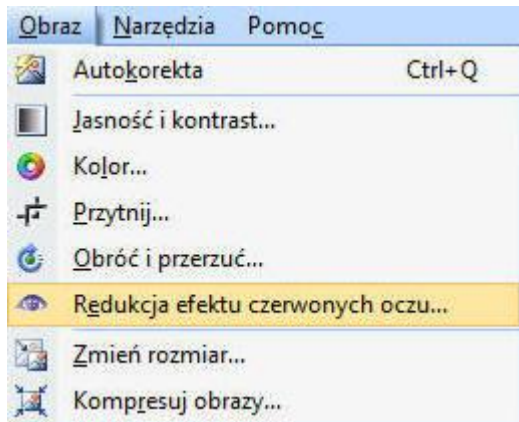 Obraz Narzędzia Pomoc
Autokorekta Ctrl+Q
Jasność i kontrast...
Kolor...
Przytnij...
Obróć i przerzuć...
Redukcja efektu czerwonych oczu...
Zmień rozmiar...
Kompresuj obrazy...